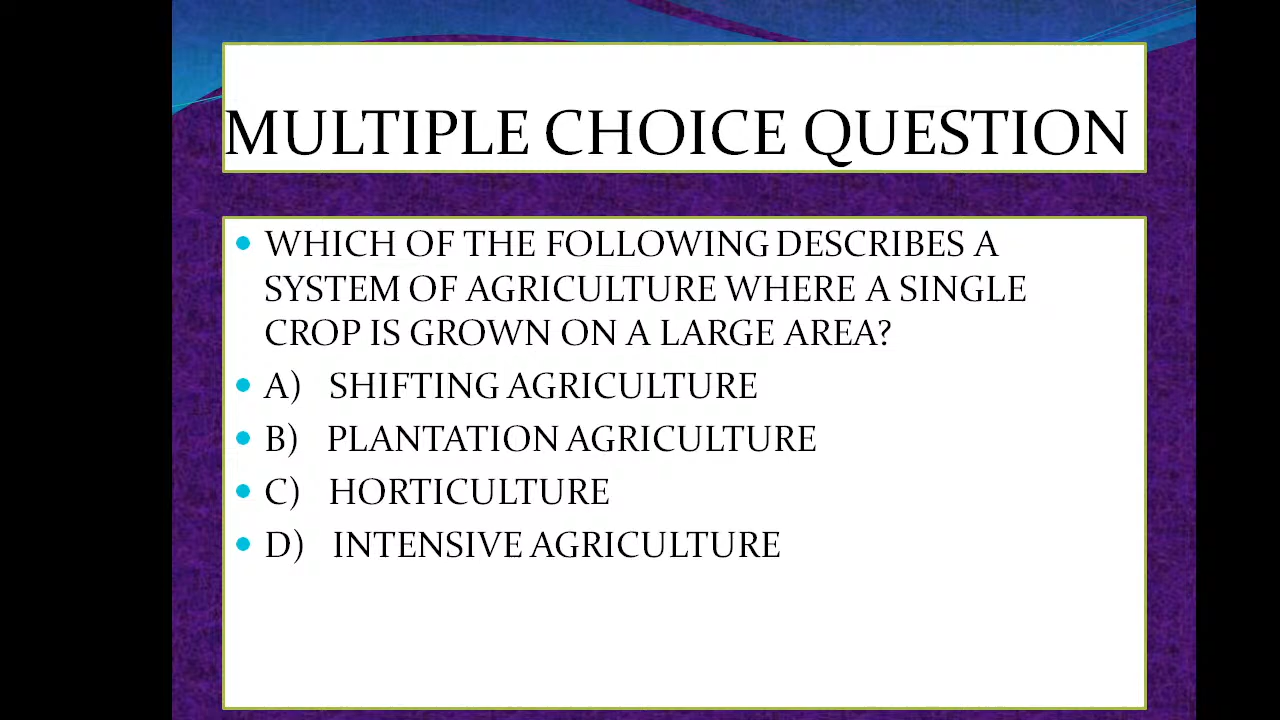 MULTIPLE CHOICE QUESTION
• WHICH OF THE FOLLOWING DESCRIBES A
SYSTEM OF AGRICULTURE WHERE A SINGLE
CROP IS GROWN ON A LARGE AREA?
• A) SHIFTING AGRICULTURE
• B) PLANTATION AGRICULTURE
• C) HORTICULTURE
• D) INTENSIVE AGRICULTURE